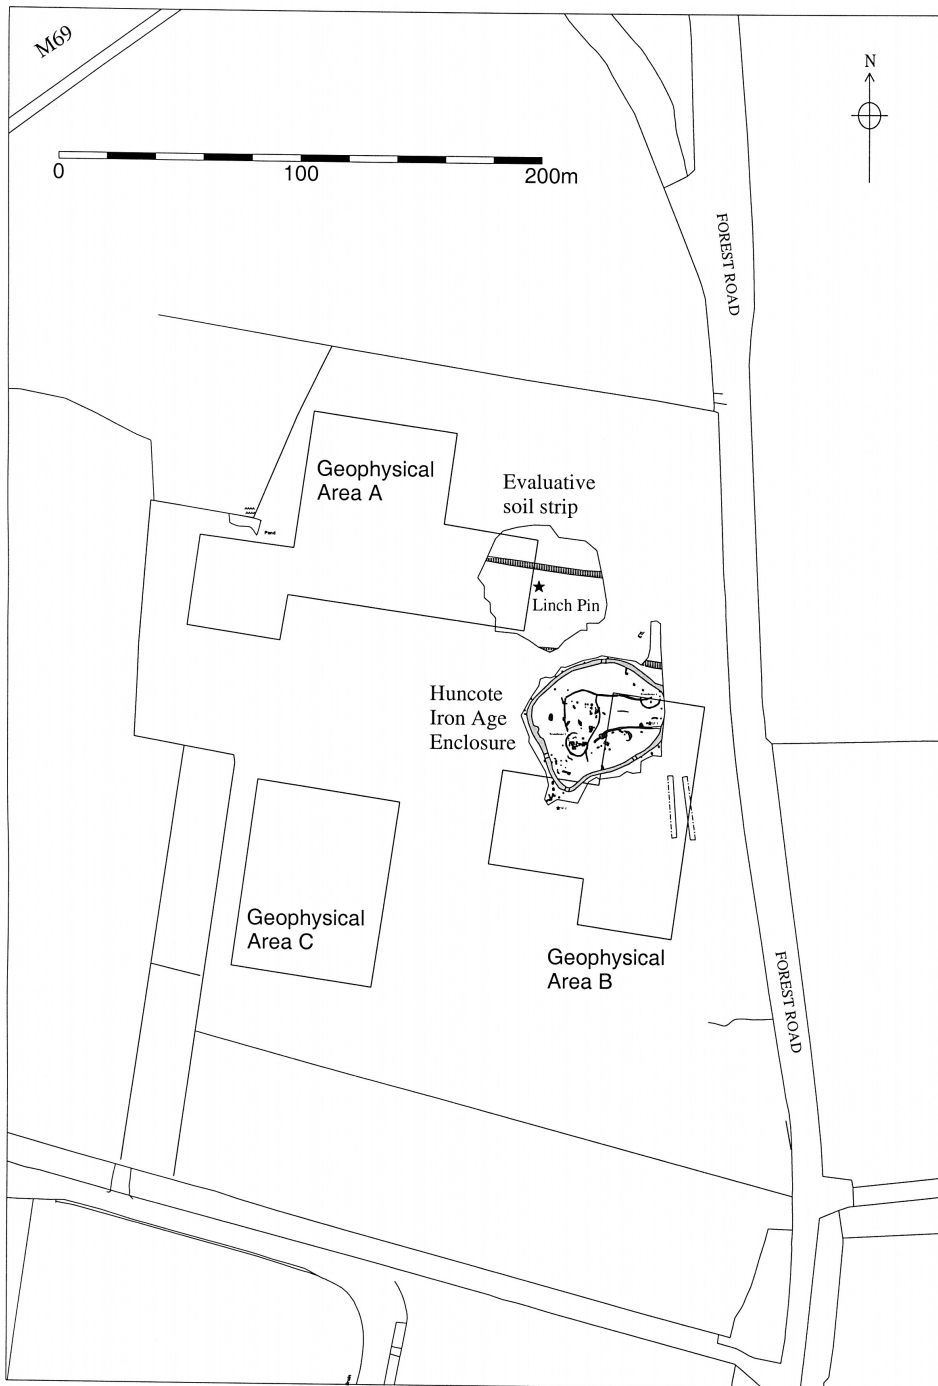 M69
N
0
100
200m
FOREST ROAD
Geophysical
Area A
Evaluative
soil strip
Pond
Linch Pin
Huncote
Iron Age
Enclosure
Geophysical
Area C
Geophysical
Area B
FOREST ROAD